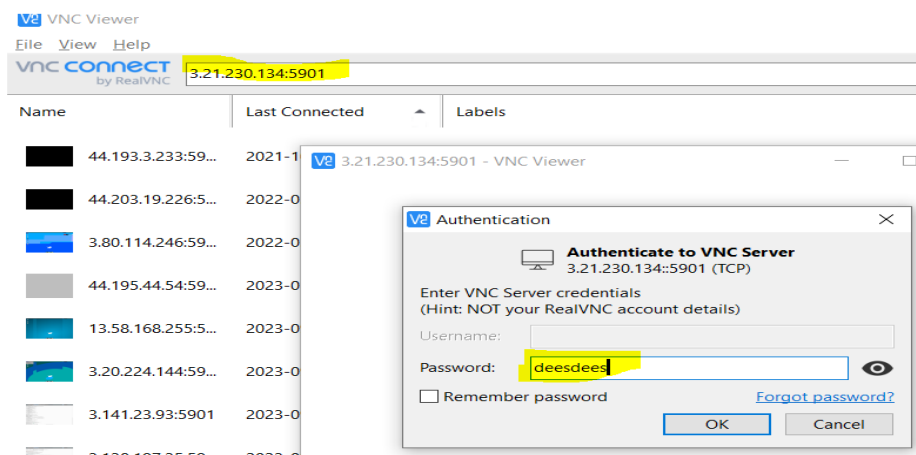 VNC Viewer
File View Help
vnc connect
by RealVNC
3.21.230.134:5901
Name Last Connected Labels
44.193.3.233:59... 2021-1
3.21.230.134:5901 - VNC Viewer
44.203.19.226:5... 2022-0
3.80.114.246:59... 2022-0
44.195.44.54:59... 2023-0
13.58.168.255:5... 2023-0
3.20.224.144:59... 2023-0
3.141.23.93:5901 2023-0
Authentication
Authenticate to VNC Server
3.21.230.134::5901 (TCP)
Enter VNC Server credentials
(Hint: NOT your RealVNC account details)
Username:
Password: deesdees
Remember password Forgot password?
OK Cancel